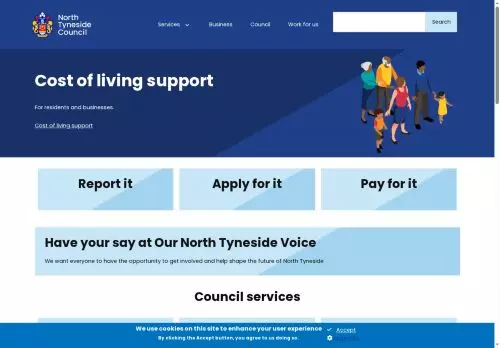 North
Tyneside
Council
Services
Business
Council
Work for us
Search
Cost of living support
For residents and businesses.
Cost of living support
Report it
Apply for it
Pay for it
Have your say at Our North Tyneside Voice
We want everyone to have the opportunity to get involved and help shape the future of North Tyneside
Council services
We use cookies on this site to enhance your user experience
Accept
By clicking the Accept button, you agree to us doing so.